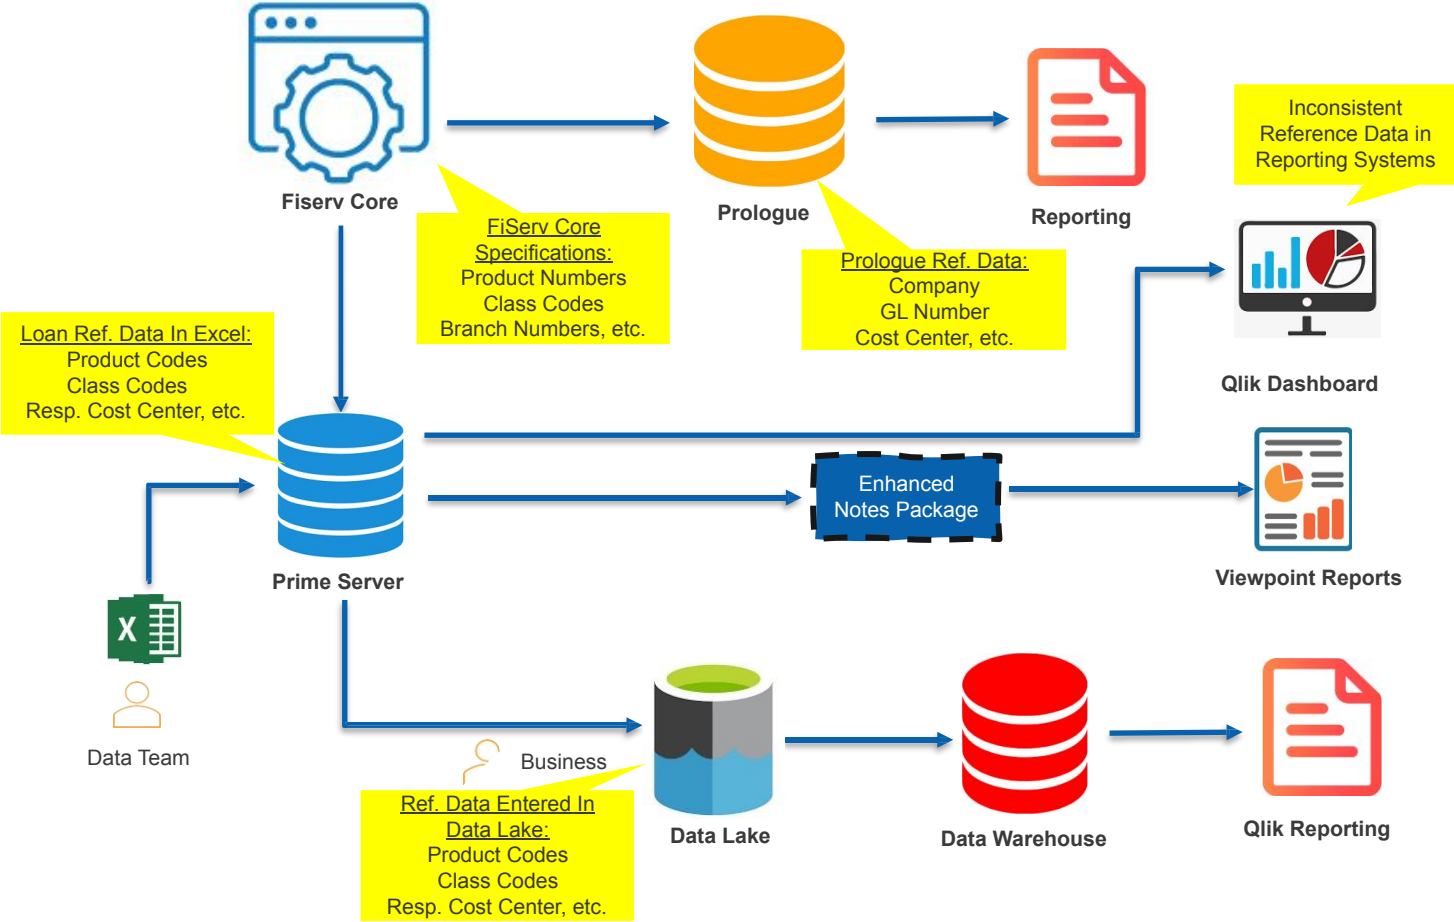 Fiserv Core
Prologue
Reporting
Inconsistent
Reference Data in
Reporting Systems
FiServ Core
Specifications:
Product Numbers
Class Codes
Branch Numbers, etc.
Prologue Ref. Data:
Company
GL Number
Cost Center, etc.
Qlik Dashboard
Loan Ref. Data In Excel:
Product Codes
Class Codes
Resp. Cost Center, etc.
Enhanced
Notes Package
Prime Server
Viewpoint Reports
X
Data Team
Business
Ref. Data Entered In
Data Lake:
Product Codes
Class Codes
Resp. Cost Center, etc.
Data Lake
Data Warehouse
Qlik Reporting